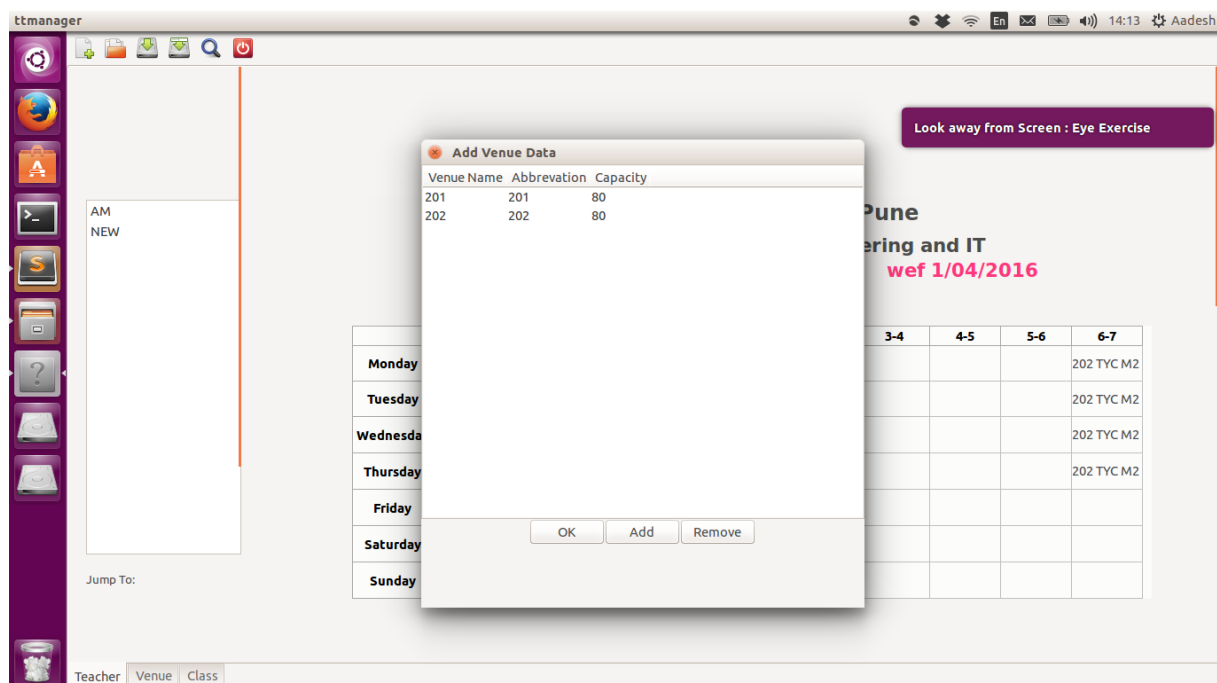 ttmanager
En
14:13 Aadesh
Look away from Screen : Eye Exercise
Add Venue Data
Venue Name Abbrevation Capacity
201 201 80
202 202 80
AM
NEW
Pune
ering and IT
wef 1/04/2016
3-4 4-5 5-6 6-7
Monday 202 TYC M2
Tuesday 202 TYC M2
Wednesda 202 TYC M2
Thursday 202 TYC M2
Friday
Saturday
Sunday
OK Add Remove
Jump To:
Teacher Venue Class